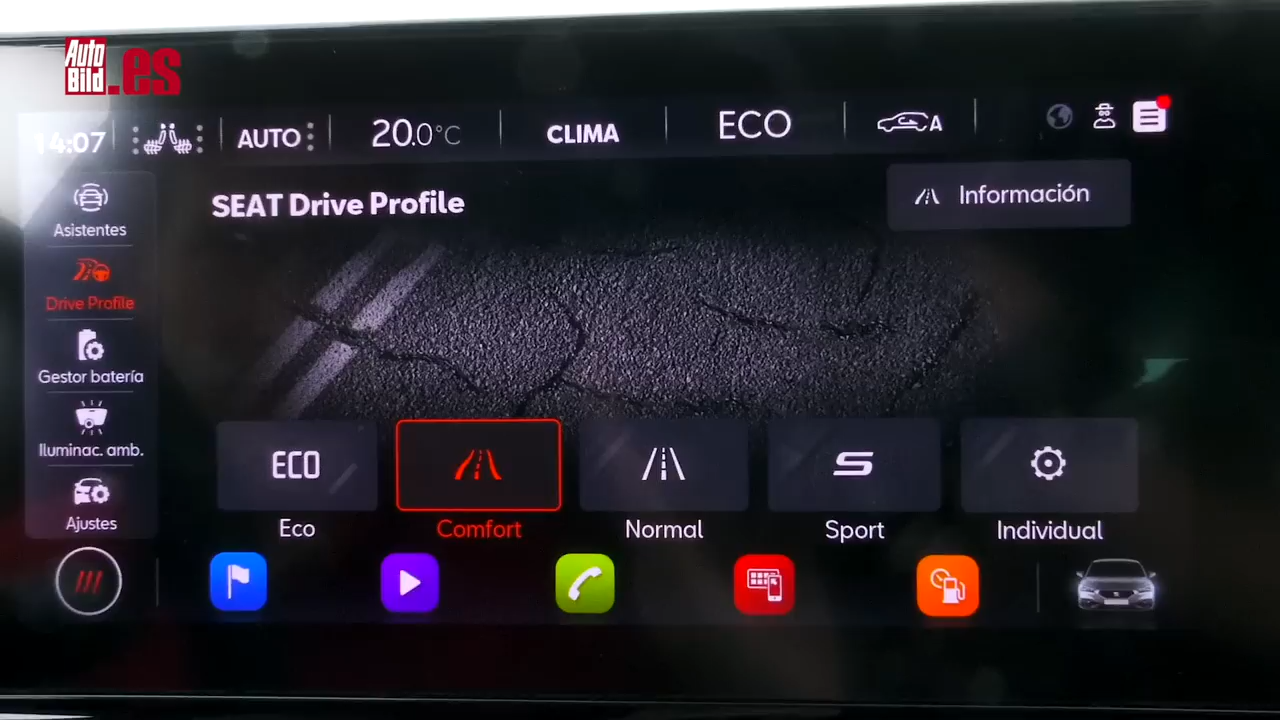 Auto
Bild
.es
14:07
AUTO
20.0°C
CLIMA
ECO
A
SEAT Drive Profile
Información
Asistentes
Drive Profile
Gestor batería
Iluminac. amb.
Ajustes
ECO
S
Eco
Comfort
Normal
Sport
Individual